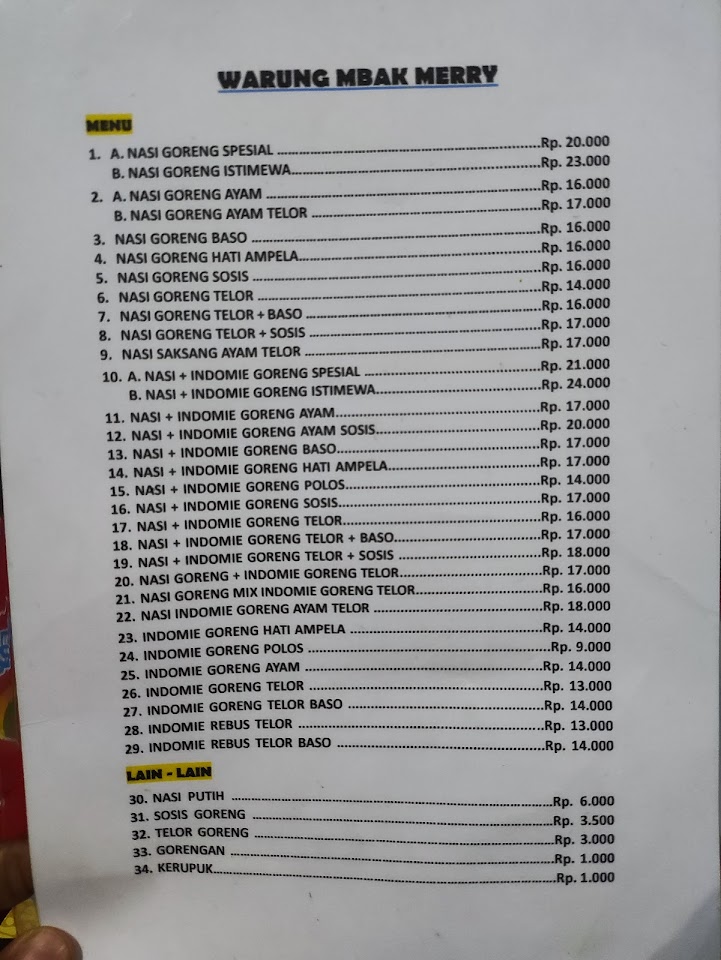 WARUNG MBAK MERRY
MENU
1. A. NASI GORENG SPESIAL ........ Rp. 20.000
B. NASI GORENG ISTIMEWA ........ Rp. 23.000
2. A. NASI GORENG AYAM ........ Rp. 16.000
B. NASI GORENG AYAM TELOR ........ Rp. 17.000
3. NASI GORENG BASO ........ Rp. 16.000
4. NASI GORENG HATI AMPELA ........ Rp. 16.000
5. NASI GORENG SOSIS ........ Rp. 16.000
6. NASI GORENG TELOR ........ Rp. 14.000
7. NASI GORENG TELOR + BASO ........ Rp. 16.000
8. NASI GORENG TELOR + SOSIS ........ Rp. 17.000
9. NASI SAKSANG AYAM TELOR ........ Rp. 17.000
10. A. NASI + INDOMIE GORENG SPESIAL ........ Rp. 21.000
B. NASI + INDOMIE GORENG ISTIMEWA ........ Rp. 24.000
11. NASI + INDOMIE GORENG AYAM ........ Rp. 17.000
12. NASI + INDOMIE GORENG AYAM SOSIS ........ Rp. 20.000
13. NASI + INDOMIE GORENG BASO ........ Rp. 17.000
14. NASI + INDOMIE GORENG HATI AMPELA ........ Rp. 17.000
15. NASI + INDOMIE GORENG POLOS ........ Rp. 14.000
16. NASI + INDOMIE GORENG SOSIS ........ Rp. 17.000
17. NASI + INDOMIE GORENG TELOR ........ Rp. 16.000
18. NASI + INDOMIE GORENG TELOR + BASO ........ Rp. 17.000
19. NASI + INDOMIE GORENG TELOR + SOSIS ........ Rp. 18.000
20. NASI GORENG + INDOMIE GORENG TELOR ........ Rp. 17.000
21. NASI GORENG MIX INDOMIE GORENG TELOR ........ Rp. 16.000
22. NASI INDOMIE GORENG AYAM TELOR ........ Rp. 18.000
23. INDOMIE GORENG HATI AMPELA ........ Rp. 14.000
24. INDOMIE GORENG POLOS ........ Rp. 9.000
25. INDOMIE GORENG AYAM ........ Rp. 14.000
26. INDOMIE GORENG TELOR ........ Rp. 13.000
27. INDOMIE GORENG TELOR BASO ........ Rp. 14.000
28. INDOMIE REBUS TELOR ........ Rp. 13.000
29. INDOMIE REBUS TELOR BASO ........ Rp. 14.000
LAIN - LAIN
30. NASI PUTIH ........ Rp. 6.000
31. SOSIS GORENG ........ Rp. 3.500
32. TELOR GORENG ........ Rp. 3.000
33. GORENGAN ........ Rp. 1.000
34. KERUPUK ........ Rp. 1.000